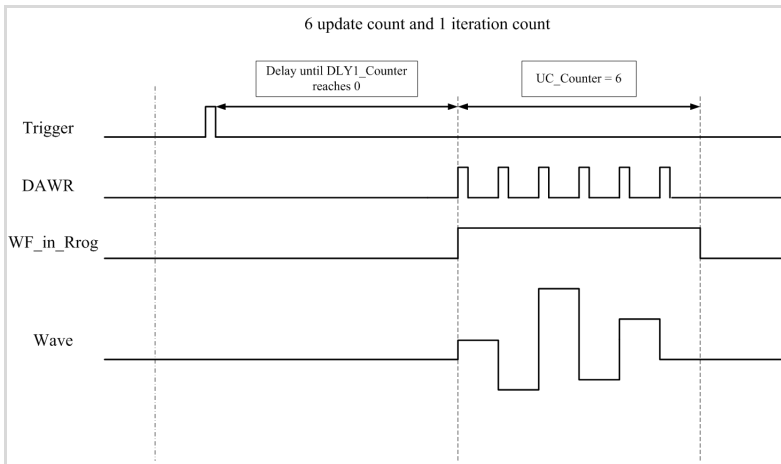 6 update count and 1 iteration count
Delay until DLY1_Counter
reaches 0
UC_Counter = 6
Trigger
DAWR
WF_in_Rrog
Wave